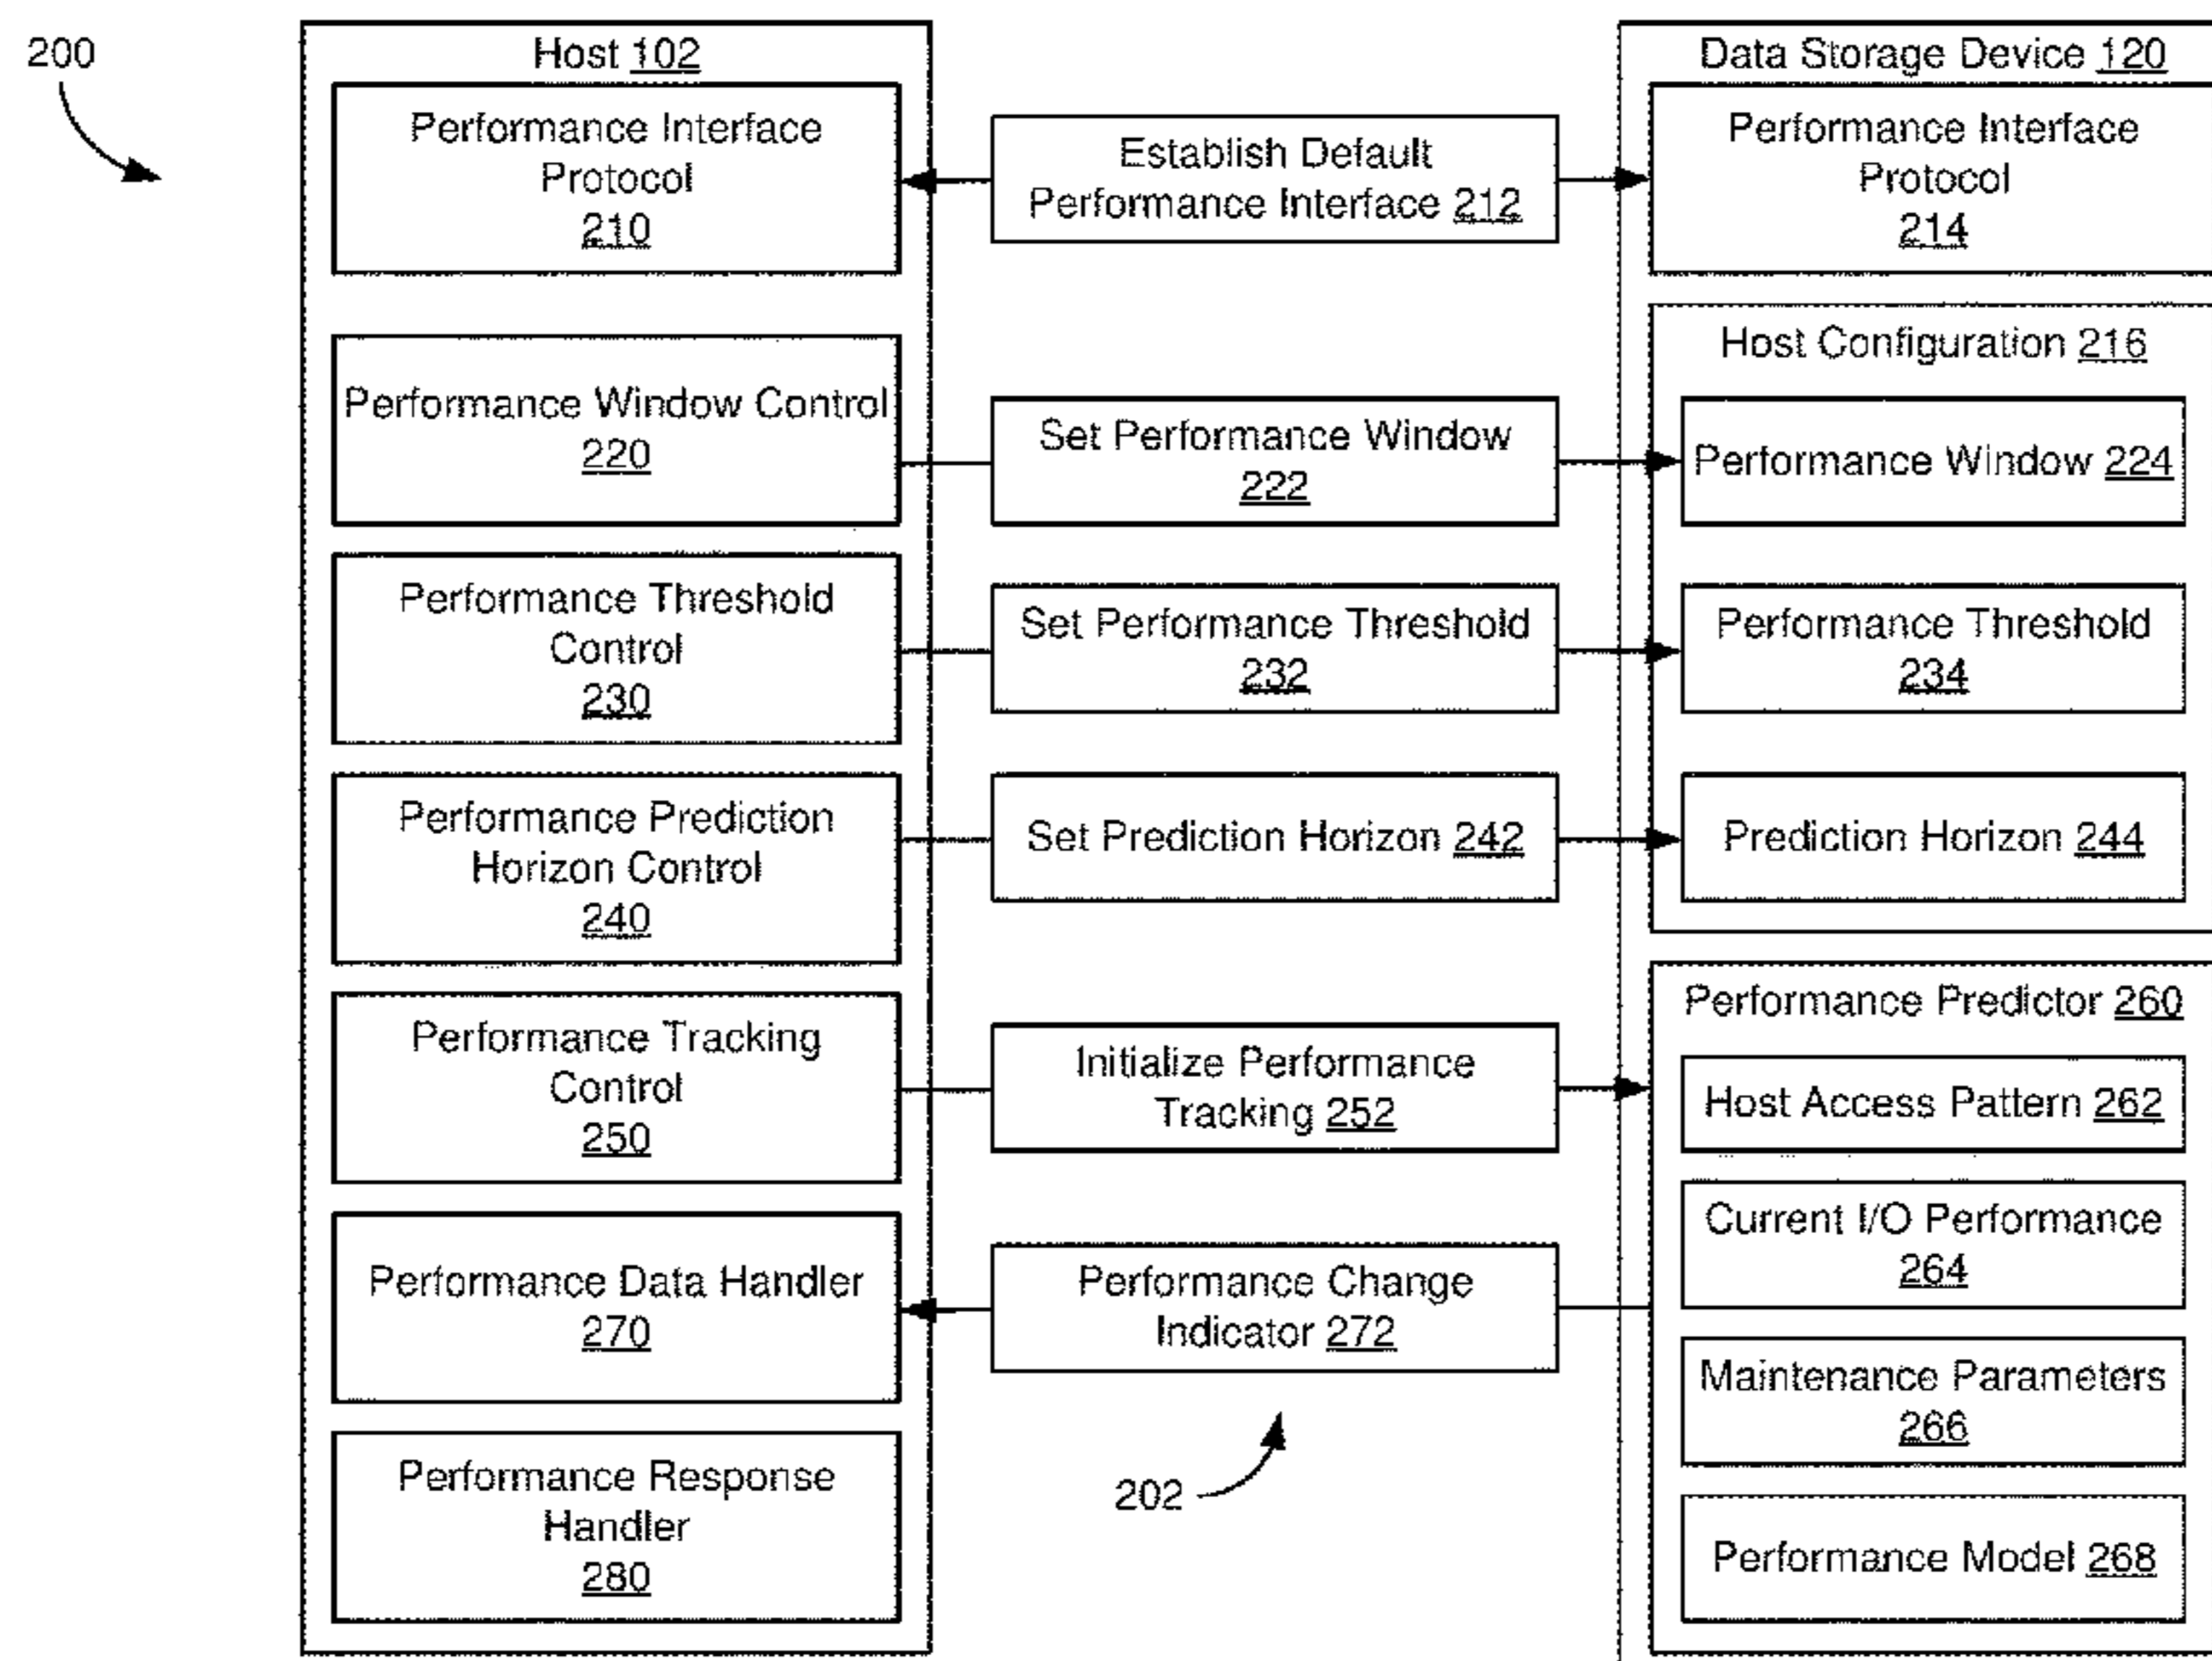 200
Host 102
Performance Interface
Protocol
210
Performance Window Control
220
Performance Threshold
Control
230
Performance Prediction
Horizon Control
240
Performance Tracking
Control
250
Performance Data Handler
270
Performance Response
Handler
280
Establish Default
Performance Interface 212
Set Performance Window
222
Set Performance Threshold
232
Set Prediction Horizon 242
Initialize Performance
Tracking 252
Performance Change
Indicator 272
202
Data Storage Device 120
Performance Interface
Protocol
214
Host Configuration 216
Performance Window 224
Performance Threshold
234
Prediction Horizon 244
Performance Predictor 260
Host Access Pattern 262
Current I/O Performance
264
Maintenance Parameters
266
Performance Model 268